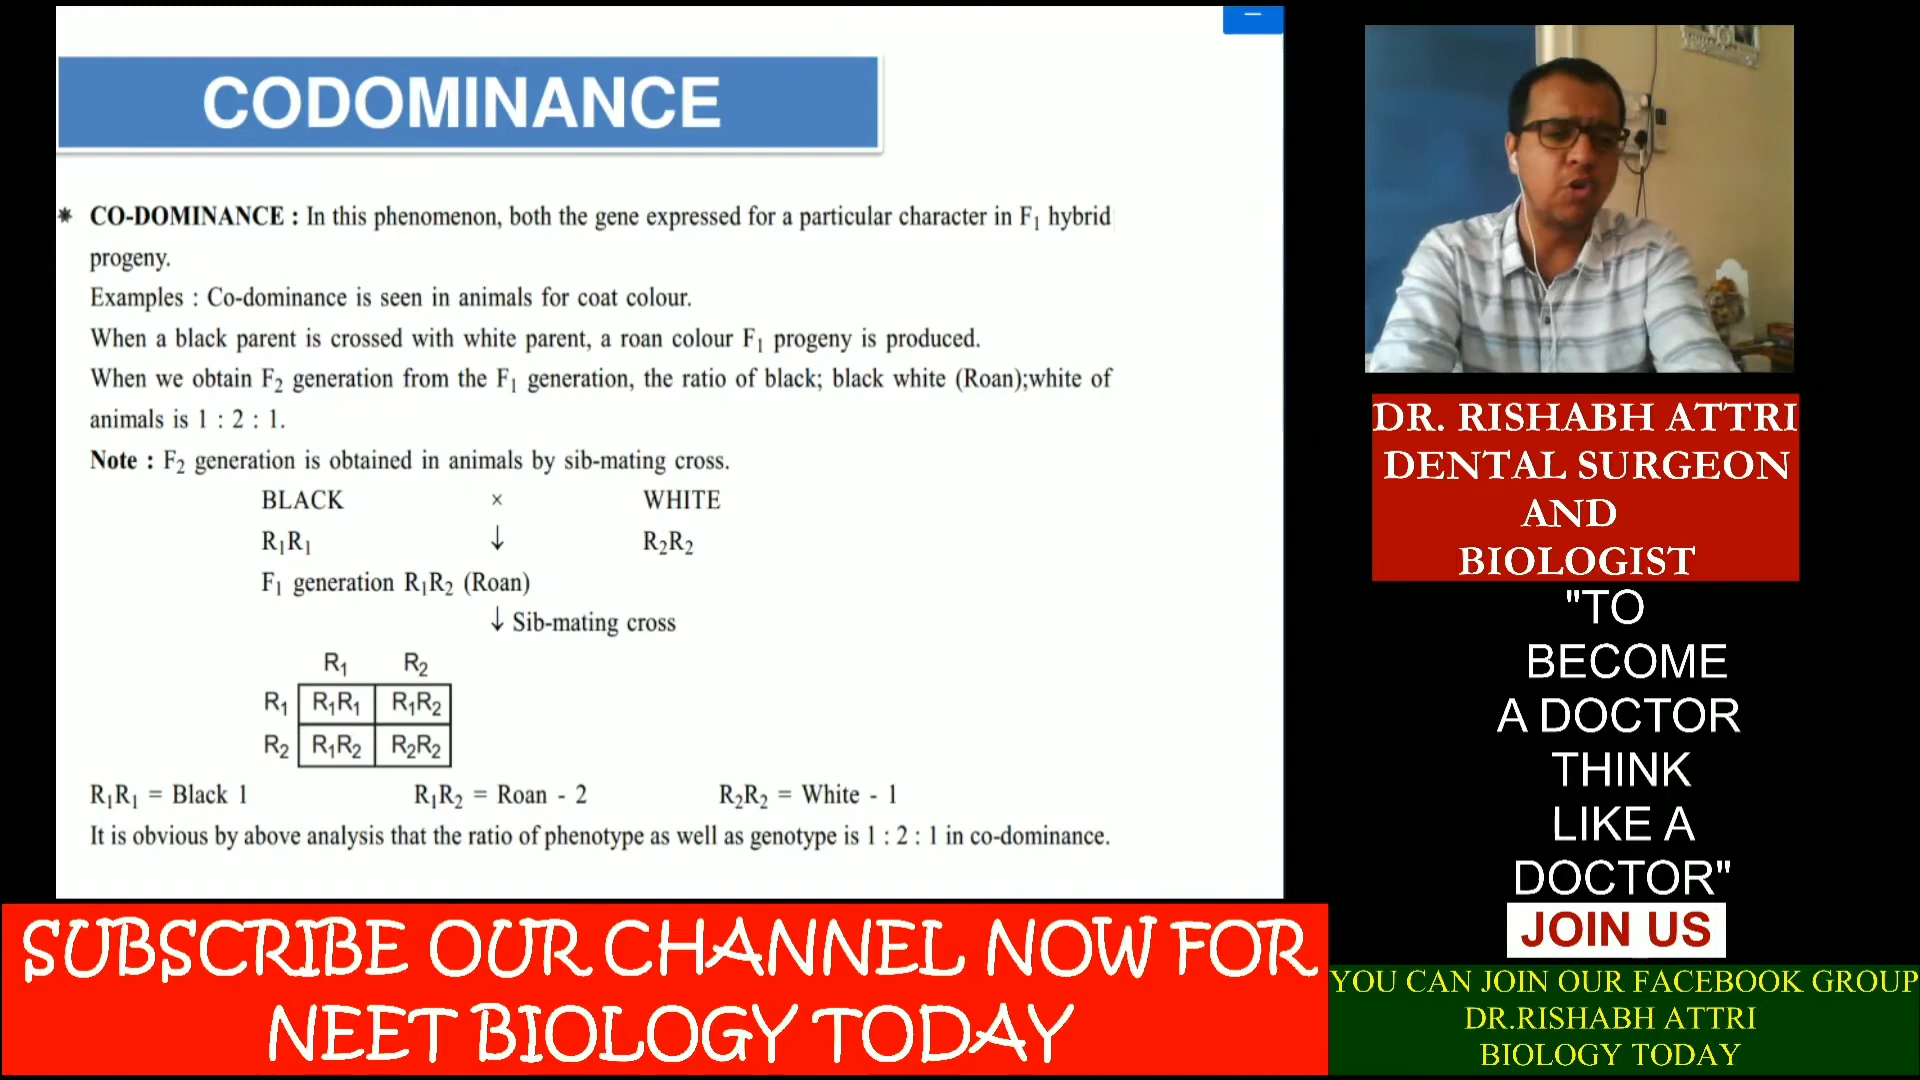 CODOMINANCE
* CO-DOMINANCE : In this phenomenon, both the gene expressed for a particular character in F₁ hybrid
progeny.
Examples : Co-dominance is seen in animals for coat colour.
When a black parent is crossed with white parent, a roan colour F₁ progeny is produced.
When we obtain F₂ generation from the F₁ generation, the ratio of black; black white (Roan);white of
animals is 1 : 2 : 1.
Note : F₂ generation is obtained in animals by sib-mating cross.
BLACK × WHITE
R₁R₁ ↓ R₂R₂
F₁ generation R₁R₂ (Roan)
↓ Sib-mating cross
R₁ R₂
R₁ R₁R₁ R₁R₂
R₂ R₁R₂ R₂R₂
R₁R₁ = Black 1 R₁R₂ = Roan - 2 R₂R₂ = White - 1
It is obvious by above analysis that the ratio of phenotype as well as genotype is 1 : 2 : 1 in co-dominance.
DR. RISHABH ATTRI
DENTAL SURGEON
AND
BIOLOGIST
"TO
BECOME
A DOCTOR
THINK
LIKE A
DOCTOR"
JOIN US
SUBSCRIBE OUR CHANNEL NOW FOR
NEET BIOLOGY TODAY
YOU CAN JOIN OUR FACEBOOK GROUP
DR.RISHABH ATTRI
BIOLOGY TODAY